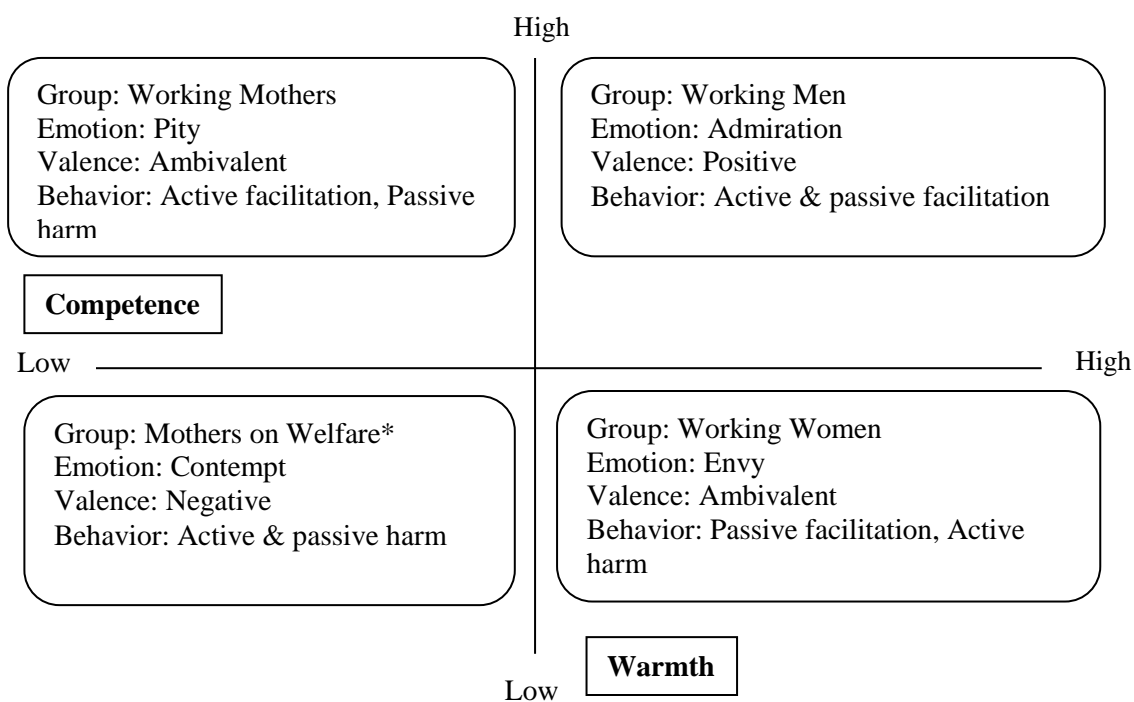 High
Group: Working Mothers
Emotion: Pity
Valence: Ambivalent
Behavior: Active facilitation, Passive
harm
Group: Working Men
Emotion: Admiration
Valence: Positive
Behavior: Active & passive facilitation
Competence
Low
High
Group: Mothers on Welfare*
Emotion: Contempt
Valence: Negative
Behavior: Active & passive harm
Group: Working Women
Emotion: Envy
Valence: Ambivalent
Behavior: Passive facilitation, Active
harm
Warmth
Low